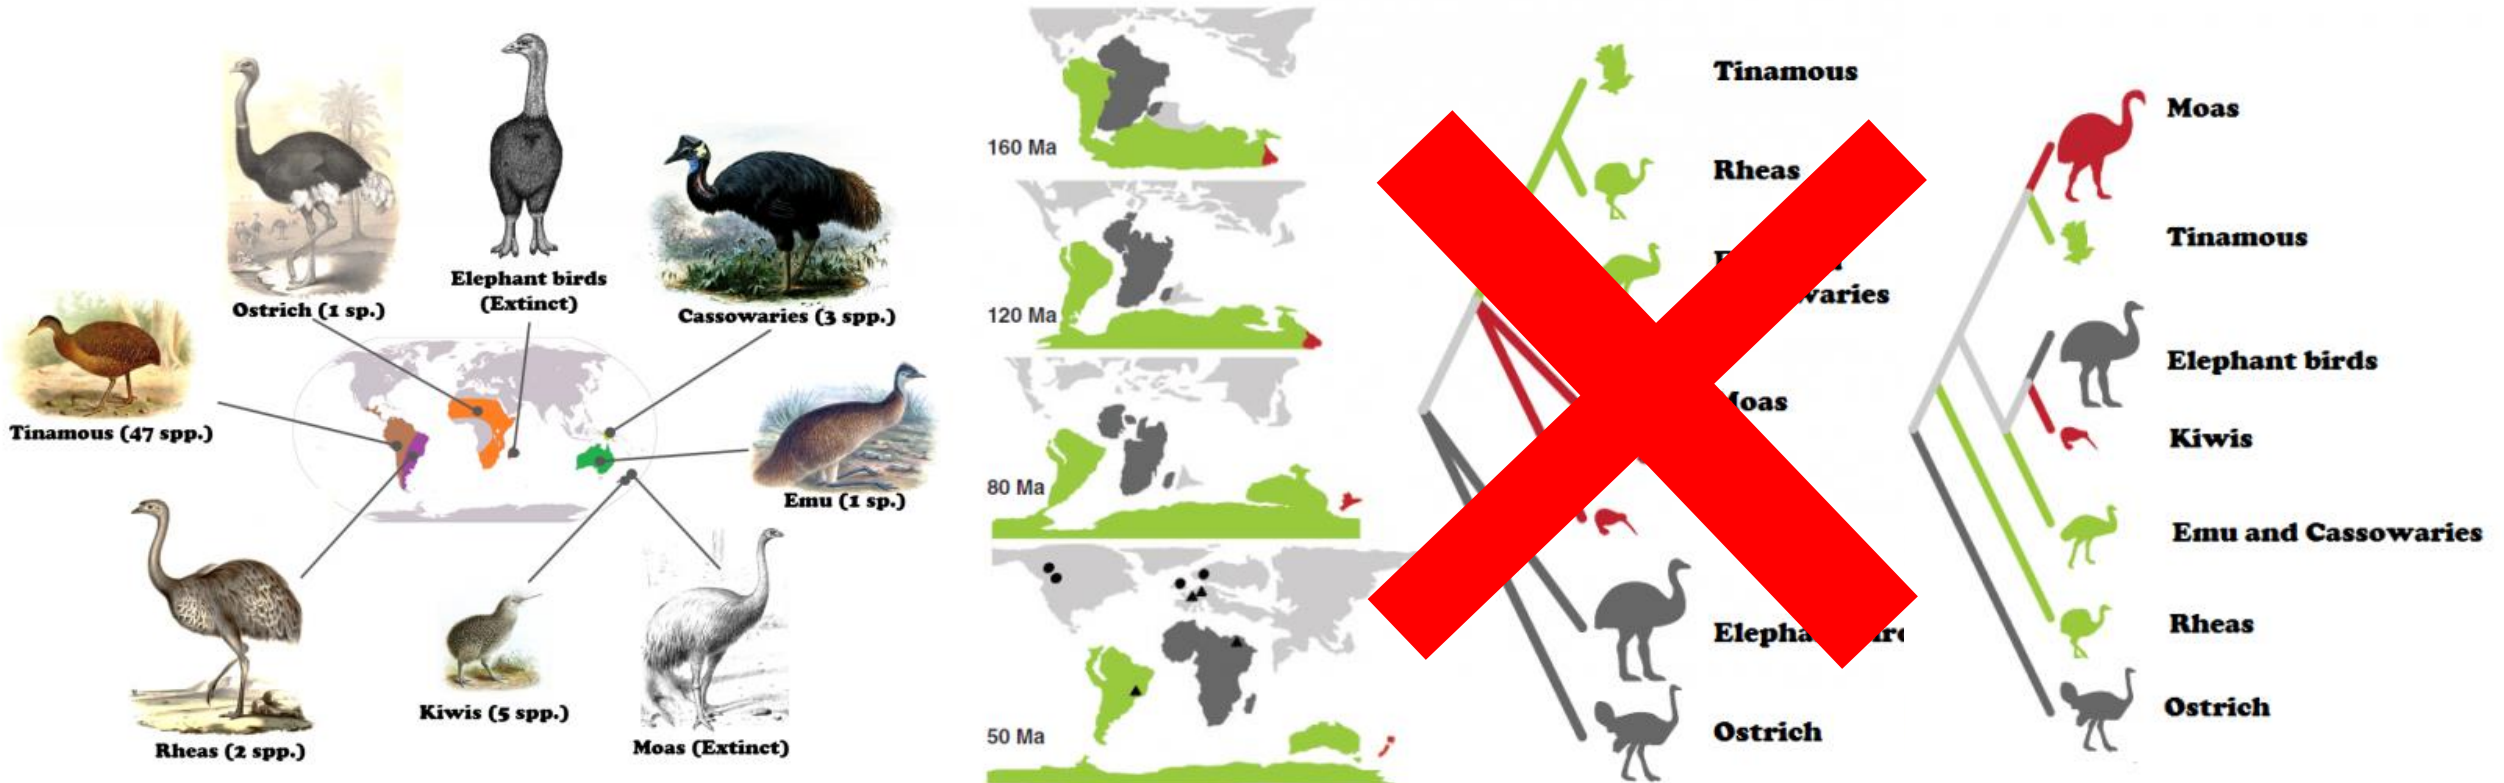 Ostrich (1 sp.)
Elephant birds
(Extinct)
Cassowaries (3 spp.)
Tinamous (47 spp.)
Emu (1 sp.)
Rheas (2 spp.)
Kiwis (5 spp.)
Moas (Extinct)
160 Ma
120 Ma
80 Ma
50 Ma
Tinamous
Rheas
Ostrich
Moas
Tinamous
Elephant birds
Kiwis
Emu and Cassowaries
Rheas
Ostrich